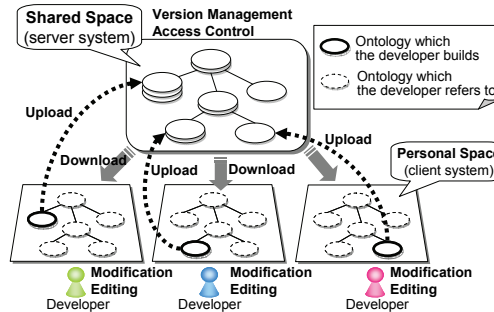 Shared Space
(server system)
Version Management
Access Control
Ontology which
the developer builds
Ontology which
the developer refers to
Upload
Download
Upload
Download
Upload
Personal Space
(client system)
Modification
Editing
Developer
Modification
Editing
Developer
Modification
Editing
Developer